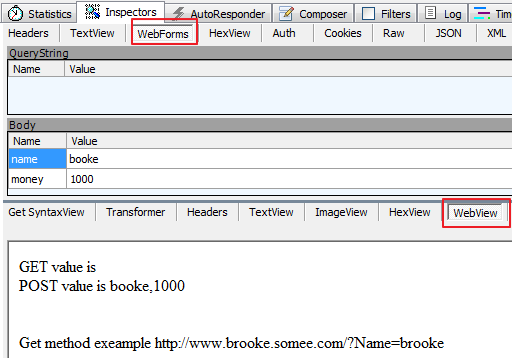 Statistics Inspectors AutoResponder Composer Filters Log Time
Headers TextView WebForms HexView Auth Cookies Raw JSON XML
QueryString
Name Value
Body
Name Value
name booke
money 1000
Get SyntaxView Transformer Headers TextView ImageView HexView WebView
GET value is
POST value is booke,1000
Get method exeample http://www.brooke.somee.com/?Name=brooke